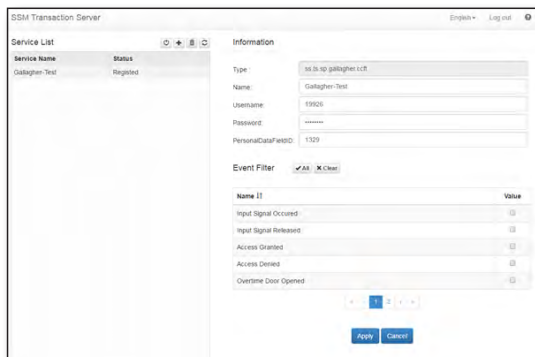 SSM Transaction Server English Log out
Service List
Service Name Status
Gallagher-Test Registed
Information
Type : ss.ts.sp.gallagher.ccft
Name: Gallagher-Test
Username: 19926
Password: ••••••••
PersonalDataFieldID: 1329
Event Filter All Clear
Name Value
Input Signal Occured
Input Signal Released
Access Granted
Access Denied
Overtime Door Opened
« ‹ 1 2 › »
Apply Cancel